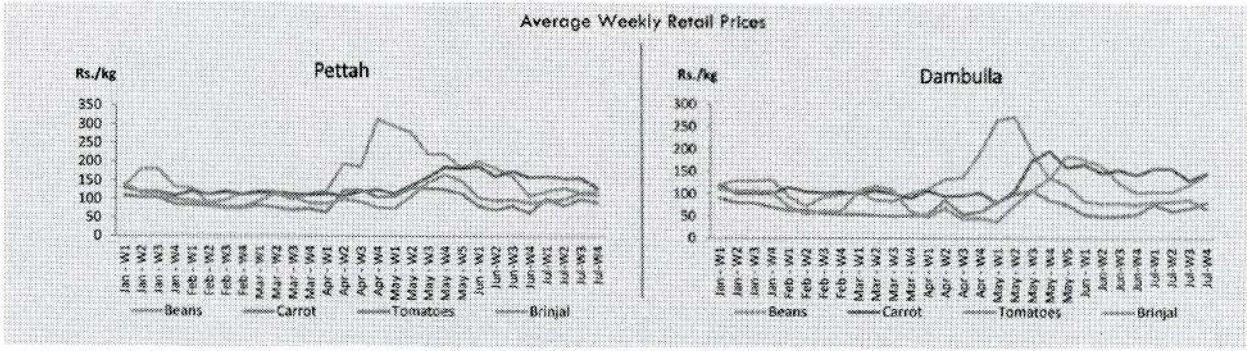 Average Weekly Retail Prices
Rs./kg
Pettah
350
300
250
200
150
100
50
0
Jan - W1
Jan - W2
Jan - W3
Jan - W4
Feb - W1
Feb - W2
Feb - W3
Feb - W4
Mar - W1
Mar - W2
Mar - W3
Mar - W4
Apr - W1
Apr - W2
Apr - W3
Apr - W4
May - W1
May - W2
May - W3
May - W4
May - W5
Jun - W1
Jun - W2
Jun-W3
Jun-W4
Jul-W1
Jul-W2
Jul-W3
Jul-W4
Beans Carrot Tomatoes Brinjal
Rs./kg
Dambulla
300
250
200
150
100
50
0
Jan - W1
Jan - W2
Jan - W3
Jan - W4
Feb - W1
Feb - W2
Feb - W3
Feb - W4
Mar - W1
Mar - W2
Mar - W3
Mar - W4
Apr - W1
Apr - W2
Apr - W3
Apr - W4
May - W1
May - W2
May - W3
May - W4
May - W5
Jun - W1
Jun-W2
Jun-W3
Jun-W4
Jul-W1
Jul-W2
Jul-W3
Jul-W4
Beans Carrot Tomatoes Brinjal